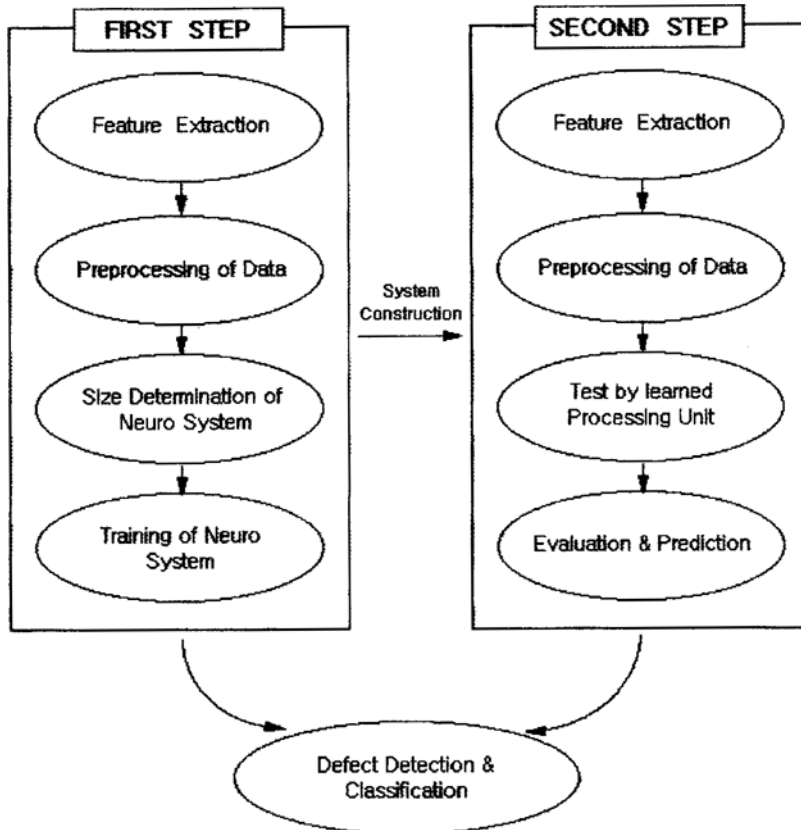 FIRST STEP
Feature Extraction
Preprocessing of Data
Size Determination of
Neuro System
Training of Neuro
System
System
Construction
SECOND STEP
Feature Extraction
Preprocessing of Data
Test by learned
Processing Unit
Evaluation & Prediction
Defect Detection &
Classification